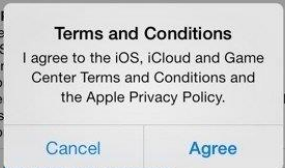 Terms and Conditions
I agree to the iOS, iCloud and Game
Center Terms and Conditions and
the Apple Privacy Policy.
Cancel
Agree